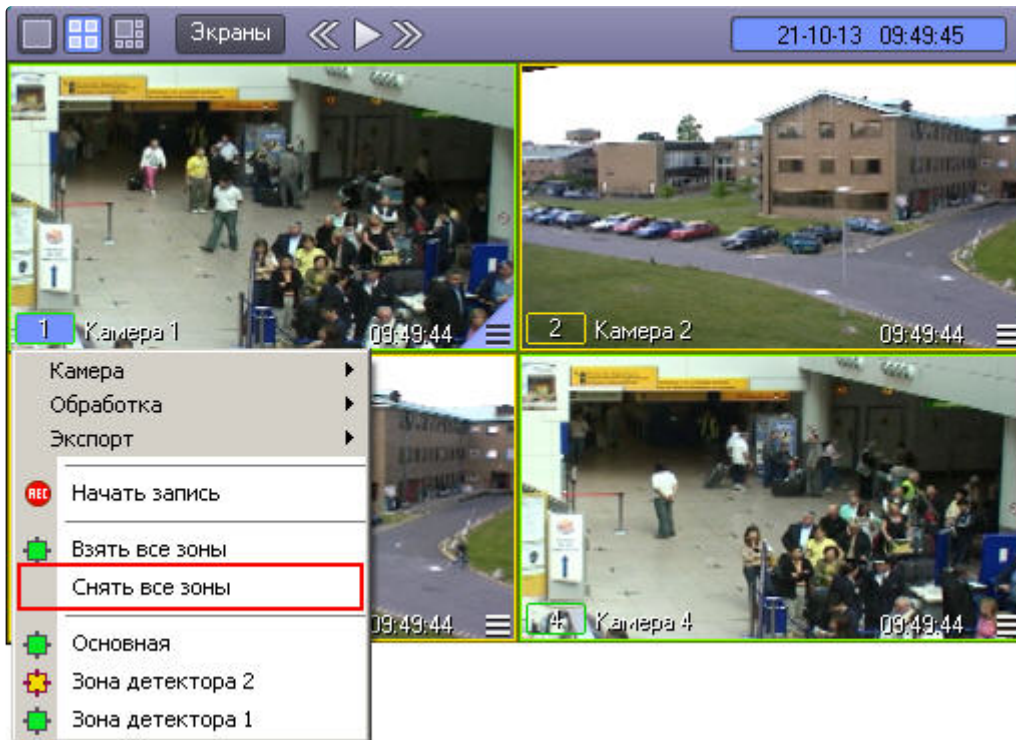 Экраны
21-10-13 09:49:45
1 Камера 1 09:49:44
2 Камера 2 09:49:44
Камера
Обработка
Экспорт
REC Начать запись
Взять все зоны
Снять все зоны
Основная
Зона детектора 2
Зона детектора 1
09:49:44
4 Камера 4 09:49:44